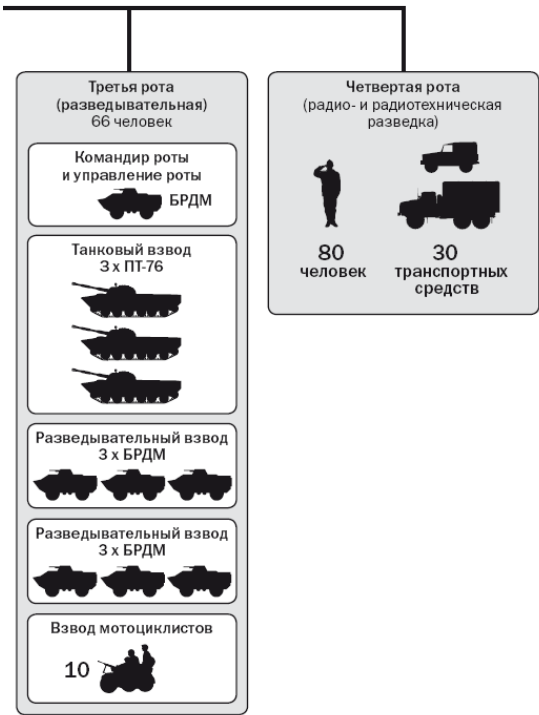 Третья рота
(разведывательная)
66 человек
Командир роты
и управление роты
БРДМ
Танковый взвод
3 х ПТ-76
Разведывательный взвод
3 х БРДМ
Разведывательный взвод
3 х БРДМ
Взвод мотоциклистов
10
Четвертая рота
(радио- и радиотехническая
разведка)
80
человек
30
транспортных
средств